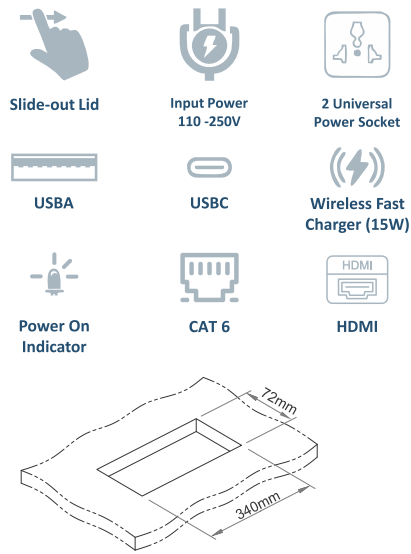 Slide-out Lid
Input Power
110 -250V
2 Universal
Power Socket
USBA
USBC
Wireless Fast
Charger (15W)
Power On
Indicator
CAT 6
HDMI
HDMI
72mm
340mm